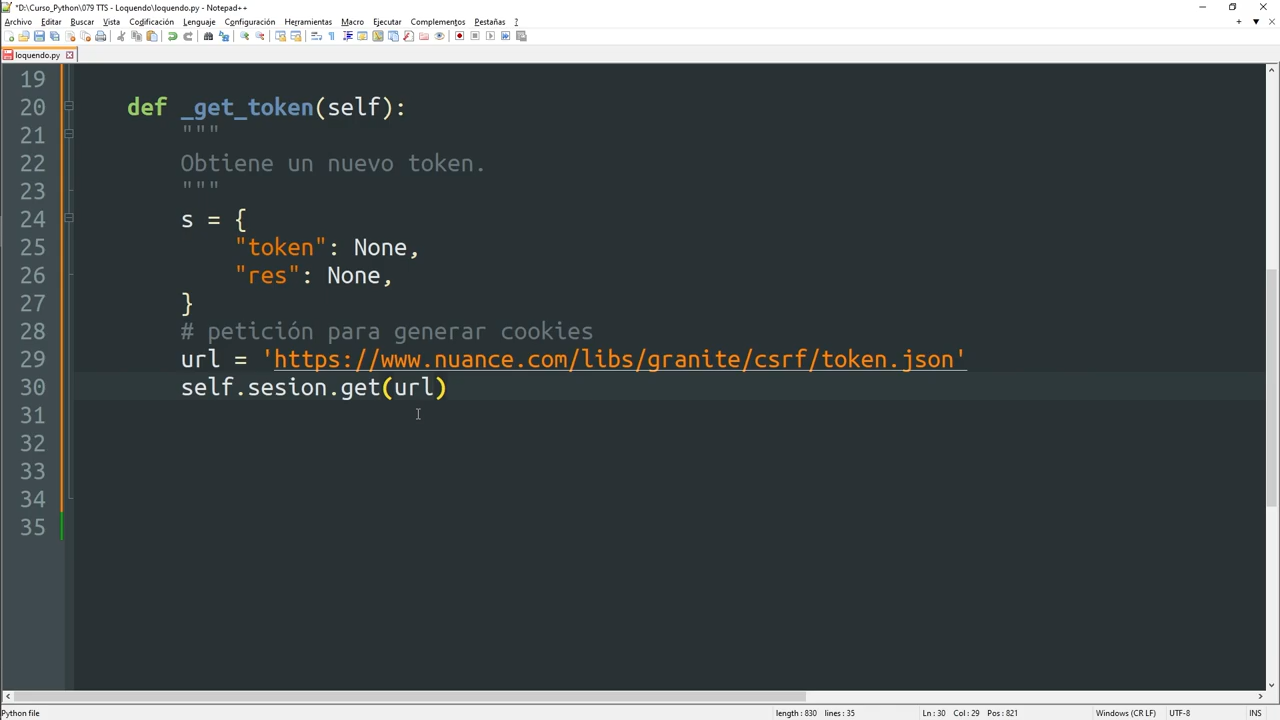 *D:\Curso_Python\079 TTS - Loquendo\loquendo.py - Notepad++
Archivo Editar Buscar Vista Codificación Lenguaje Configuración Herramientas Macro Ejecutar Complementos Pestañas ?
loquendo.py
19
20 def _get_token(self):
21 """
22 Obtiene un nuevo token.
23 """
24 s = {
25 "token": None,
26 "res": None,
27 }
28 # petición para generar cookies
29 url = 'https://www.nuance.com/libs/granite/csrf/token.json'
30 self.sesion.get(url)
31
32
33
34
35
Python file length : 830 lines : 35 Ln : 30 Col : 29 Pos : 821 Windows (CR LF) UTF-8 INS